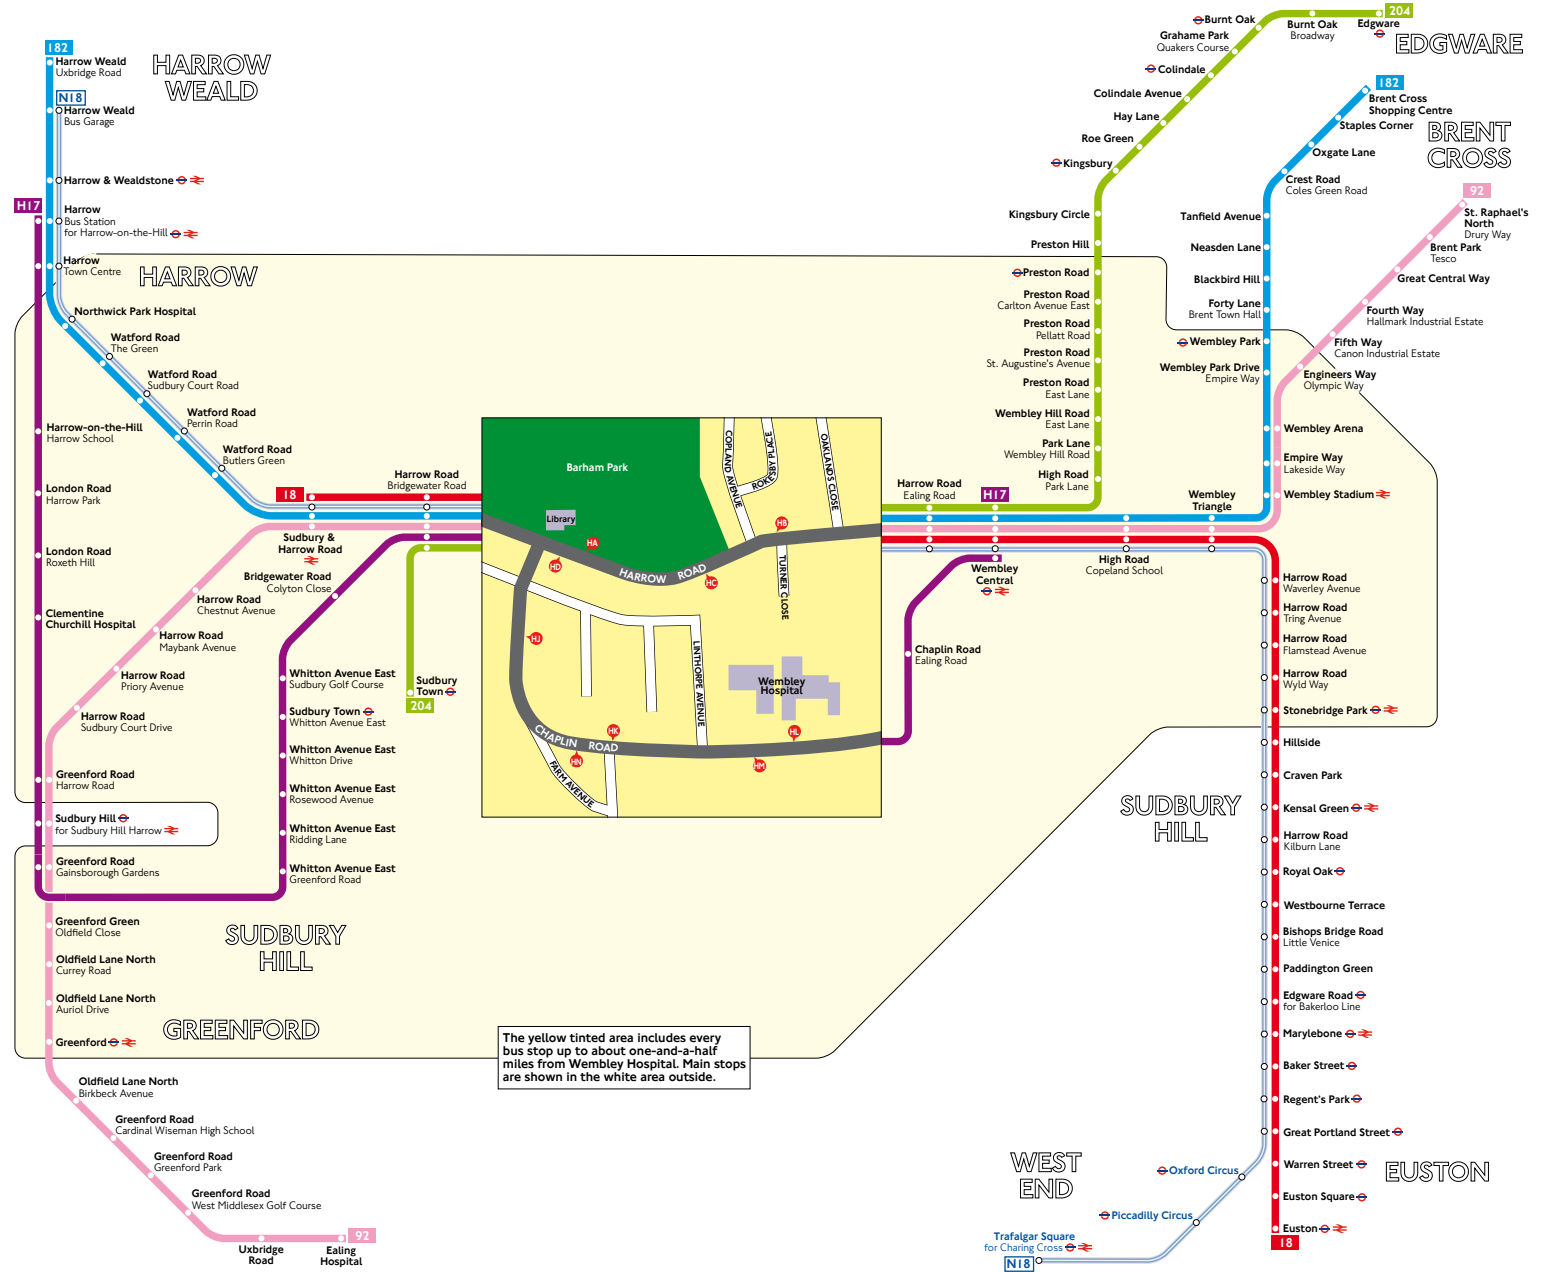 182
Harrow Weald
Uxbridge Road
HARROW
WEALD
N18
Harrow Weald
Bus Garage
Harrow & Wealdstone
H17
Harrow
Bus Station
for Harrow-on-the-Hill
Harrow
Town Centre
HARROW
Northwick Park Hospital
Watford Road
The Green
Watford Road
Sudbury Court Road
Watford Road
Perrin Road
Watford Road
Butlers Green
Harrow-on-the-Hill
Harrow School
London Road
Harrow Park
London Road
Roxeth Hill
Clementine
Churchill Hospital
18
Harrow Road
Bridgewater Road
Sudbury &
Harrow Road
Bridgewater Road
Colyton Close
Harrow Road
Chestnut Avenue
Harrow Road
Maybank Avenue
Harrow Road
Priory Avenue
Harrow Road
Sudbury Court Drive
Greenford Road
Harrow Road
Sudbury Hill
for Sudbury Hill Harrow
Greenford Road
Gainsborough Gardens
Whitton Avenue East
Sudbury Golf Course
Sudbury Town
Whitton Avenue East
Whitton Avenue East
Whitton Drive
Whitton Avenue East
Rosewood Avenue
Whitton Avenue East
Ridding Lane
Whitton Avenue East
Greenford Road
Sudbury
Town
204
Greenford Green
Oldfield Close
Oldfield Lane North
Currey Road
Oldfield Lane North
Auriol Drive
Greenford
SUDBURY
HILL
GREENFORD
Oldfield Lane North
Birkbeck Avenue
Greenford Road
Cardinal Wiseman High School
Greenford Road
Greenford Park
Greenford Road
West Middlesex Golf Course
Uxbridge
Road
Ealing
Hospital
92
Barham Park
Library
HA
HD
HARROW ROAD
HC
HB
COPLAND AVENUE
ROKESBY PLACE
OAKLANDS CLOSE
TURNER CLOSE
HJ
LINTHORPE AVENUE
Wembley
Hospital
HK
HL
CHAPLIN ROAD
HN
HM
FARM AVENUE
The yellow tinted area includes every
bus stop up to about one-and-a-half
miles from Wembley Hospital. Main stops
are shown in the white area outside.
204
Edgware
EDGWARE
Burnt Oak
Broadway
Burnt Oak
Grahame Park
Quakers Course
Colindale
Colindale Avenue
Hay Lane
Roe Green
Kingsbury
Kingsbury Circle
Preston Hill
Preston Road
Preston Road
Carlton Avenue East
Preston Road
Pellatt Road
Preston Road
St. Augustine's Avenue
Preston Road
East Lane
Wembley Hill Road
East Lane
Park Lane
Wembley Hill Road
High Road
Park Lane
Harrow Road
Ealing Road
H17
Wembley
Central
Chaplin Road
Ealing Road
High Road
Copeland School
Wembley
Triangle
182
Brent Cross
Shopping Centre
Staples Corner
BRENT
CROSS
Oxgate Lane
Crest Road
Coles Green Road
Tanfield Avenue
Neasden Lane
Blackbird Hill
Forty Lane
Brent Town Hall
Wembley Park
Wembley Park Drive
Empire Way
92
St. Raphael's
North
Drury Way
Brent Park
Tesco
Great Central Way
Fourth Way
Hallmark Industrial Estate
Fifth Way
Canon Industrial Estate
Engineers Way
Olympic Way
Wembley Arena
Empire Way
Lakeside Way
Wembley Stadium
Harrow Road
Waverley Avenue
Harrow Road
Tring Avenue
Harrow Road
Flamstead Avenue
Harrow Road
Wyld Way
Stonebridge Park
Hillside
Craven Park
Kensal Green
Harrow Road
Kilburn Lane
Royal Oak
Westbourne Terrace
Bishops Bridge Road
Little Venice
Paddington Green
Edgware Road
for Bakerloo Line
Marylebone
Baker Street
Regent's Park
Great Portland Street
Warren Street
Euston Square
Euston
18
EUSTON
SUDBURY
HILL
WEST
END
Oxford Circus
Piccadilly Circus
Trafalgar Square
for Charing Cross
N18